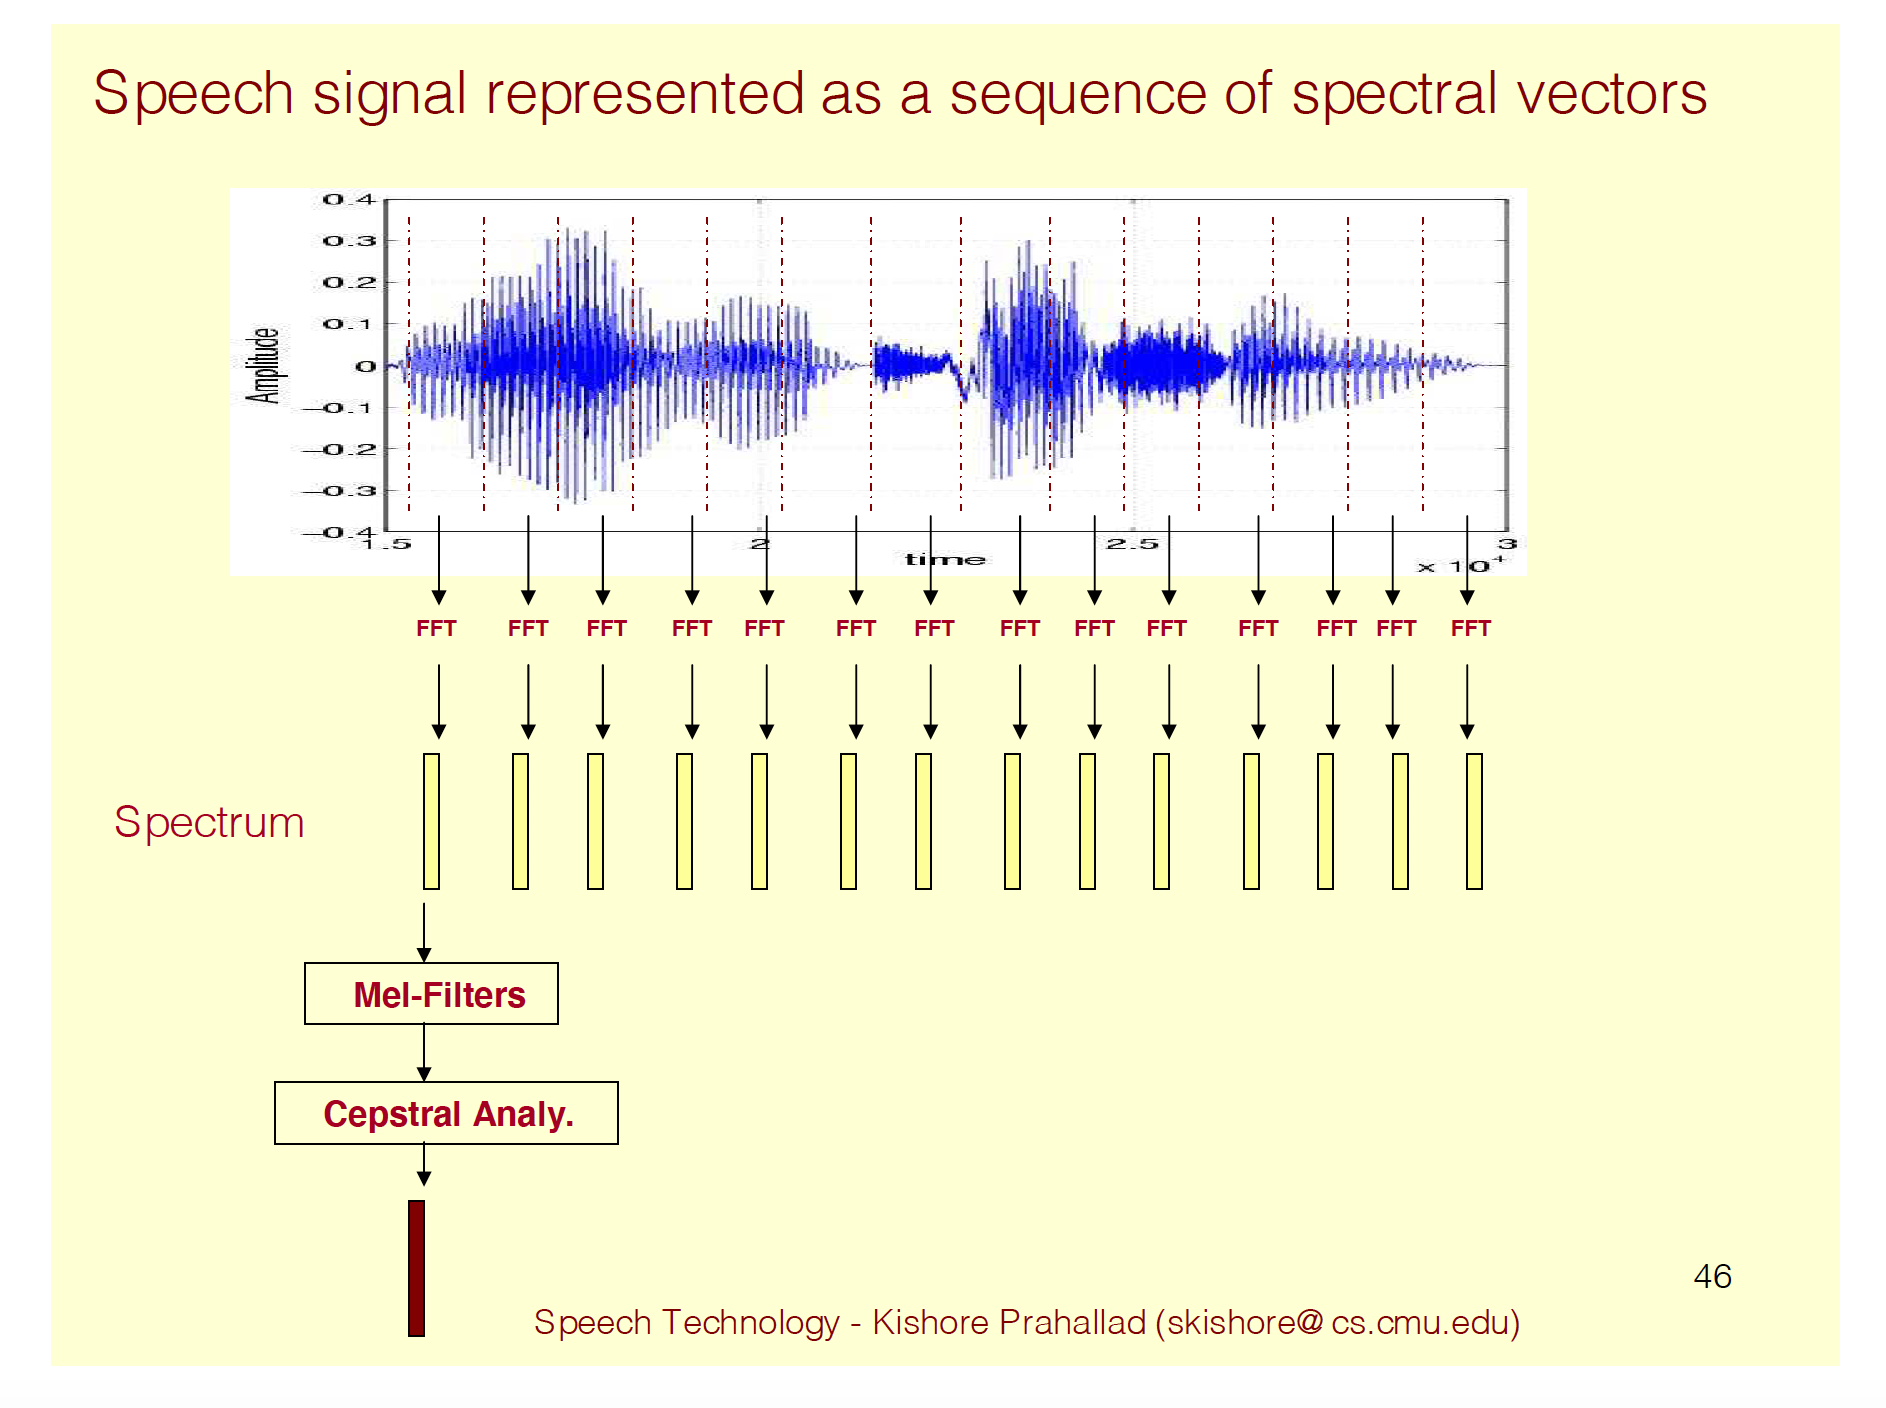 Speech signal represented as a sequence of spectral vectors
0.4
0.3
0.2
0.1
0
−0.1
−0.2
−0.3
−0.4
Amplitude
1.5 2 2.5 3
time
x 10⁴
FFT FFT FFT FFT FFT FFT FFT FFT FFT FFT FFT FFT FFT FFT
Spectrum
Mel-Filters
Cepstral Analy.
46
Speech Technology - Kishore Prahallad (skishore@cs.cmu.edu)